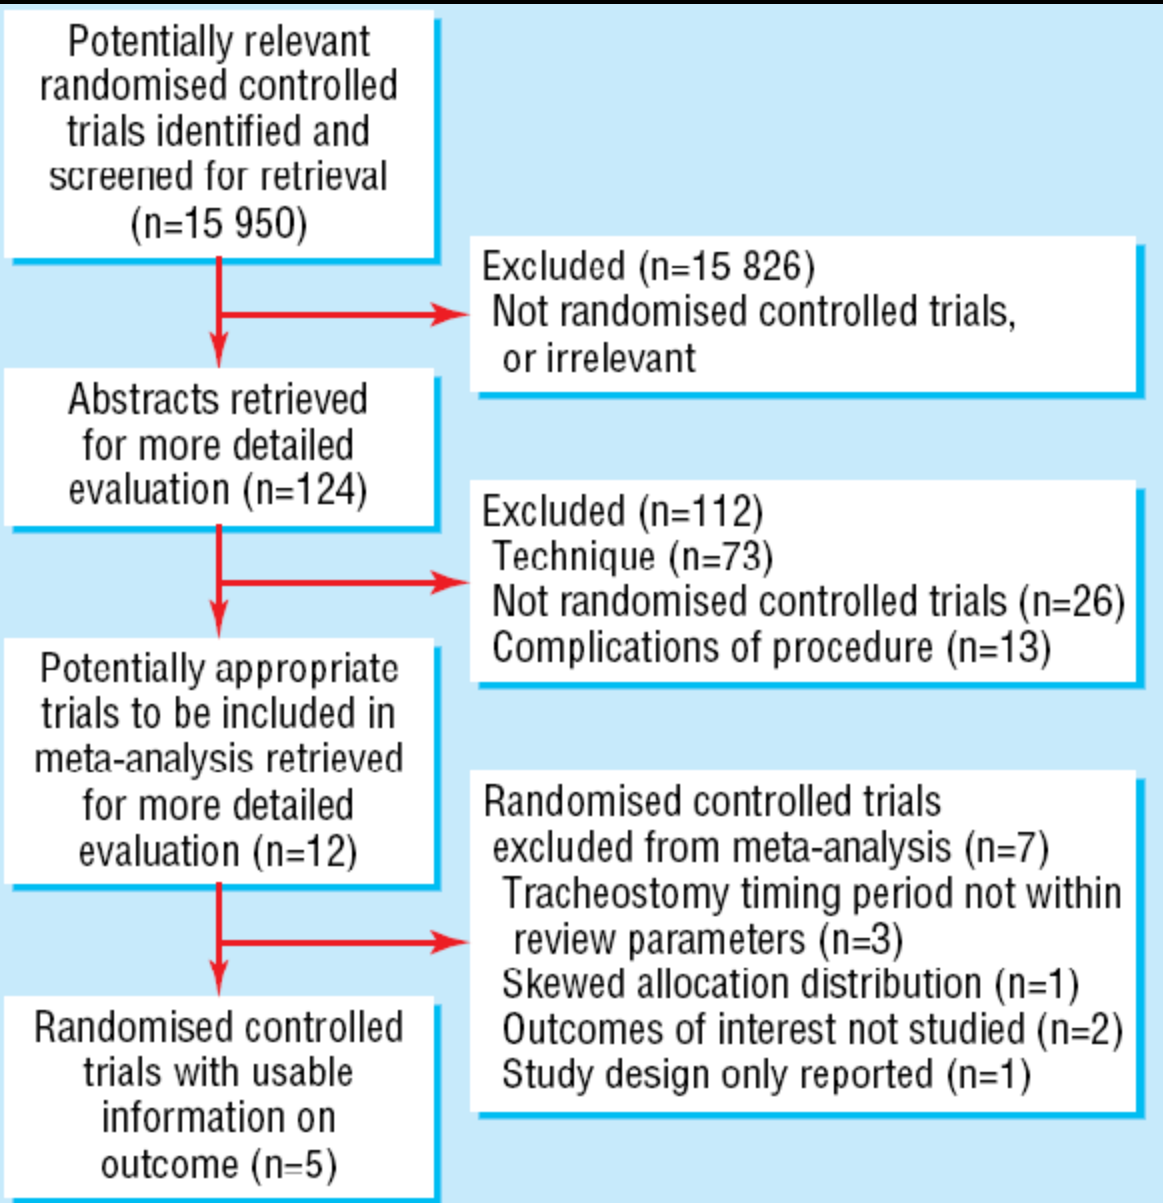 Potentially relevant
randomised controlled
trials identified and
screened for retrieval
(n=15 950)
Excluded (n=15 826)
Not randomised controlled trials,
or irrelevant
Abstracts retrieved
for more detailed
evaluation (n=124)
Excluded (n=112)
Technique (n=73)
Not randomised controlled trials (n=26)
Complications of procedure (n=13)
Potentially appropriate
trials to be included in
meta-analysis retrieved
for more detailed
evaluation (n=12)
Randomised controlled trials
excluded from meta-analysis (n=7)
Tracheostomy timing period not within
review parameters (n=3)
Skewed allocation distribution (n=1)
Outcomes of interest not studied (n=2)
Study design only reported (n=1)
Randomised controlled
trials with usable
information on
outcome (n=5)